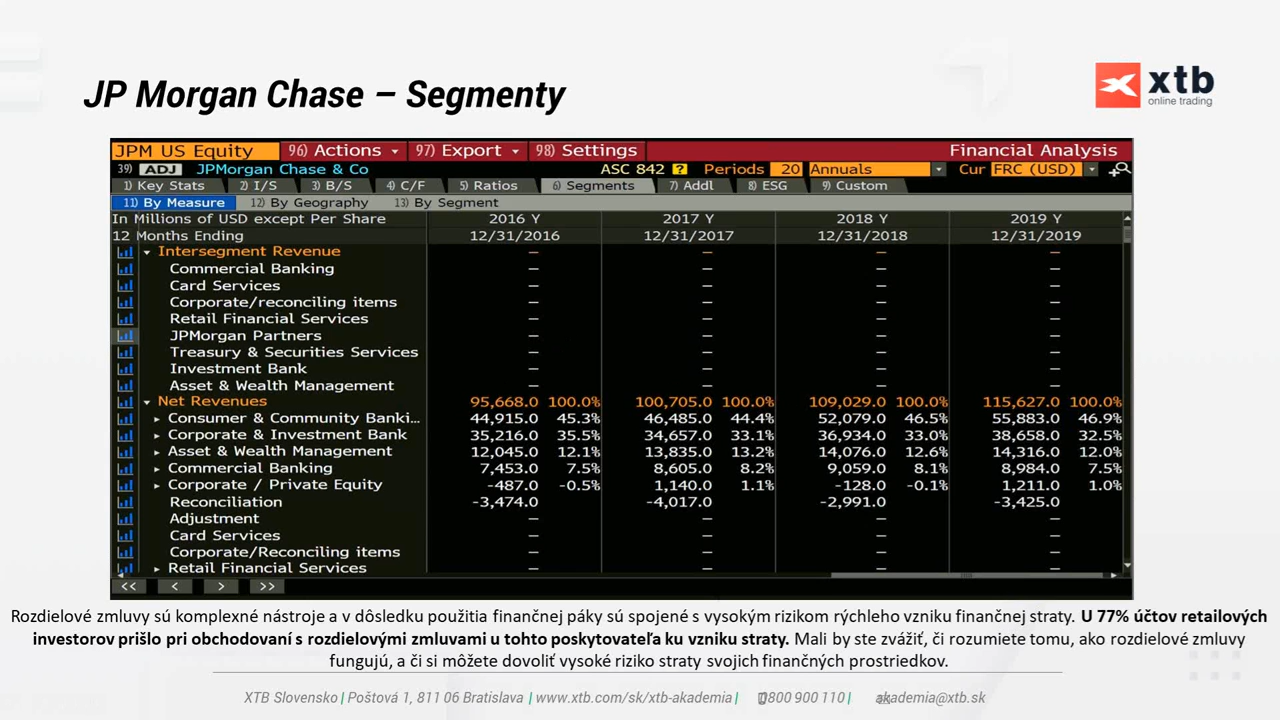 JP Morgan Chase – Segmenty
xtb
online trading
JPM US Equity 96) Actions 97) Export 98) Settings Financial Analysis
39) ADJ JPMorgan Chase & Co ASC 842 ? Periods 20 Annuals Cur FRC (USD)
1) Key Stats 2) I/S 3) B/S 4) C/F 5) Ratios 6) Segments 7) Addl 8) ESG 9) Custom
11) By Measure 12) By Geography 13) By Segment
In Millions of USD except Per Share 2016 Y 2017 Y 2018 Y 2019 Y
12 Months Ending 12/31/2016 12/31/2017 12/31/2018 12/31/2019
Intersegment Revenue — — — —
Commercial Banking — — — —
Card Services — — — —
Corporate/reconciling items — — — —
Retail Financial Services — — — —
JPMorgan Partners — — — —
Treasury & Securities Services — — — —
Investment Bank — — — —
Asset & Wealth Management — — — —
Net Revenues 95,668.0 100.0% 100,705.0 100.0% 109,029.0 100.0% 115,627.0 100.0%
Consumer & Community Banki... 44,915.0 45.3% 46,485.0 44.4% 52,079.0 46.5% 55,883.0 46.9%
Corporate & Investment Bank 35,216.0 35.5% 34,657.0 33.1% 36,934.0 33.0% 38,658.0 32.5%
Asset & Wealth Management 12,045.0 12.1% 13,835.0 13.2% 14,076.0 12.6% 14,316.0 12.0%
Commercial Banking 7,453.0 7.5% 8,605.0 8.2% 9,059.0 8.1% 8,984.0 7.5%
Corporate / Private Equity -487.0 -0.5% 1,140.0 1.1% -128.0 -0.1% 1,211.0 1.0%
Reconciliation -3,474.0 -4,017.0 -2,991.0 -3,425.0
Adjustment — — — —
Card Services — — — —
Corporate/Reconciling items — — — —
Retail Financial Services — — — —
<< < > >>
Rozdielové zmluvy sú komplexné nástroje a v dôsledku použitia finančnej páky sú spojené s vysokým rizikom rýchleho vzniku finančnej straty. U 77% účtov retailových
investorov prišlo pri obchodovaní s rozdielovými zmluvami u tohto poskytovateľa ku vzniku straty. Mali by ste zvážiť, či rozumiete tomu, ako rozdielové zmluvy
fungujú, a či si môžete dovoliť vysoké riziko straty svojich finančných prostriedkov.
XTB Slovensko | Poštová 1, 811 06 Bratislava | www.xtb.com/sk/xtb-akademia | 0800 900 110 | akademia@xtb.sk